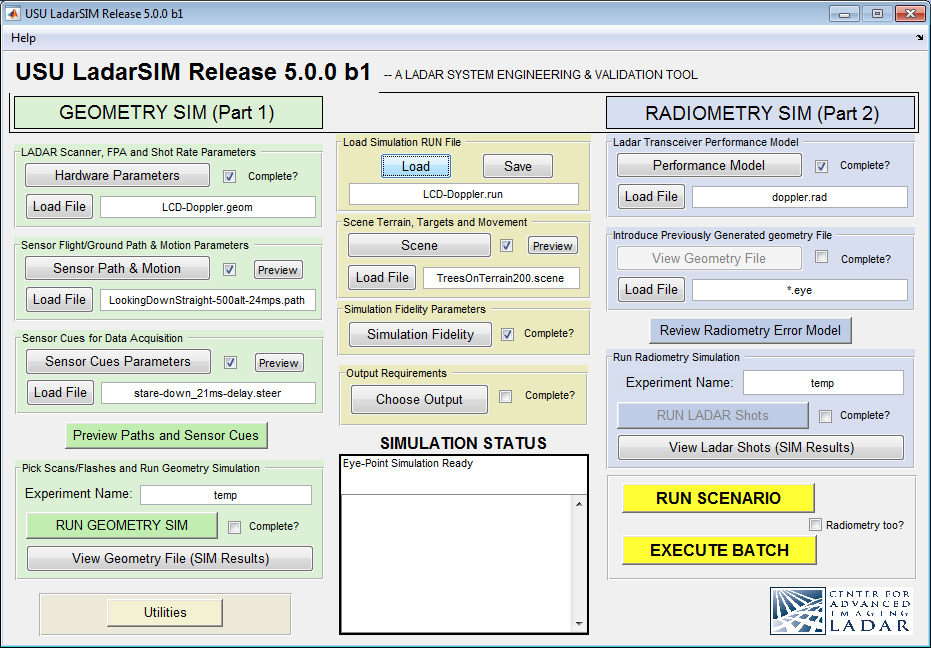 USU LadarSIM Release 5.0.0 b1
Help
USU LadarSIM Release 5.0.0 b1 -- A LADAR SYSTEM ENGINEERING & VALIDATION TOOL
GEOMETRY SIM (Part 1)
LADAR Scanner, FPA and Shot Rate Parameters
Hardware Parameters Complete?
Load File LCD-Doppler.geom
Sensor Flight/Ground Path & Motion Parameters
Sensor Path & Motion Preview
Load File LookingDownStraight-500alt-24mps.path
Sensor Cues for Data Acquisition
Sensor Cues Parameters Preview
Load File stare-down_21ms-delay.steer
Preview Paths and Sensor Cues
Pick Scans/Flashes and Run Geometry Simulation
Experiment Name: temp
RUN GEOMETRY SIM Complete?
View Geometry File (SIM Results)
Utilities
Load Simulation RUN File
Load Save
LCD-Doppler.run
Scene Terrain, Targets and Movement
Scene Preview
Load File TreesOnTerrain200.scene
Simulation Fidelity Parameters
Simulation Fidelity Complete?
Output Requirements
Choose Output Complete?
SIMULATION STATUS
Eye-Point Simulation Ready
RADIOMETRY SIM (Part 2)
Ladar Transceiver Performance Model
Performance Model Complete?
Load File doppler.rad
Introduce Previously Generated geometry File
View Geometry File Complete?
Load File *.eye
Review Radiometry Error Model
Run Radiometry Simulation
Experiment Name: temp
RUN LADAR Shots Complete?
View Ladar Shots (SIM Results)
RUN SCENARIO
Radiometry too?
EXECUTE BATCH
CENTER FOR
ADVANCED
IMAGING
LADAR